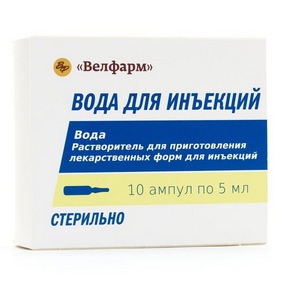 «Велфарм»
ВОДА ДЛЯ ИНЪЕКЦИЙ
Вода
Растворитель для приготовления
лекарственных форм для инъекций
10 ампул по 5 мл
СТЕРИЛЬНО